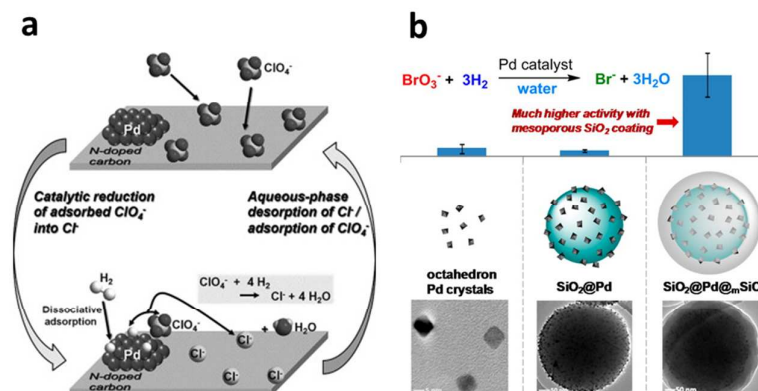 a
ClO₄⁻
Pd
N-doped
carbon
Catalytic reduction
of adsorbed ClO₄⁻
into Cl⁻
Aqueous-phase
desorption of Cl⁻/
adsorption of ClO₄⁻
H₂
Dissociative
adsorption
ClO₄⁻ + 4 H₂
→ Cl⁻ + 4 H₂O
ClO₄⁻
+ H₂O
Pd
Cl⁻
Cl⁻
Cl⁻
Cl⁻
N-doped
carbon
b
BrO₃⁻ + 3H₂
Pd catalyst
water
Br⁻ + 3H₂O
Much higher activity with
mesoporous SiO₂ coating
octahedron
Pd crystals
SiO₂@Pd
SiO₂@Pd@mSiO
50 nm